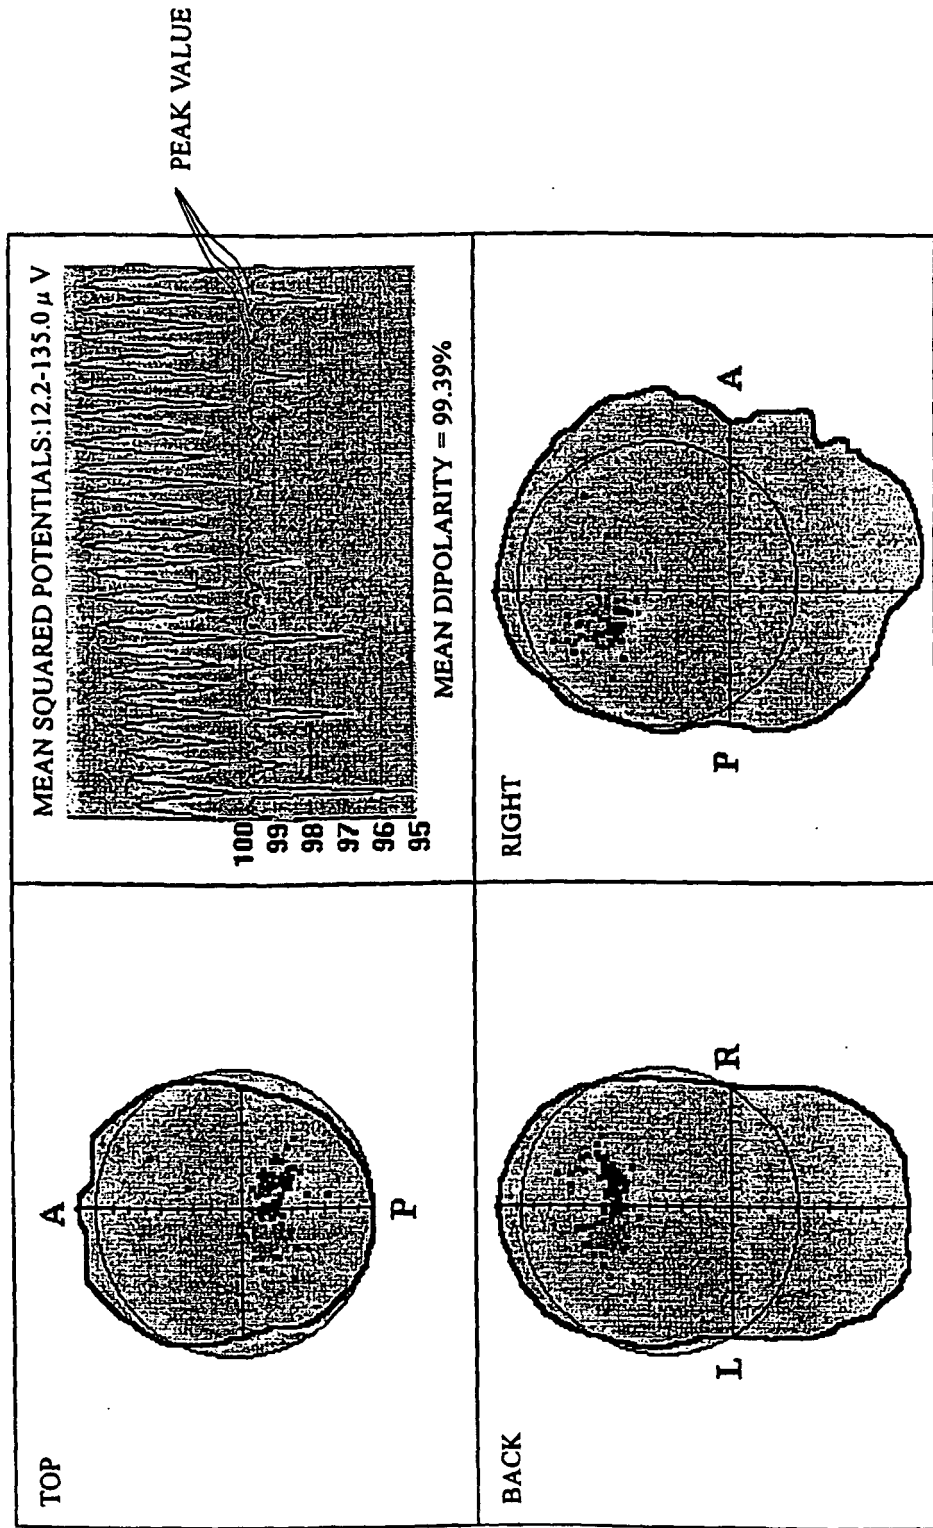 TOP
A
P
MEAN SQUARED POTENTIALS:12.2-135.0 μ V
PEAK VALUE
100
99
98
97
96
95
MEAN DIPOLARITY = 99.39%
BACK
L
R
RIGHT
P
A